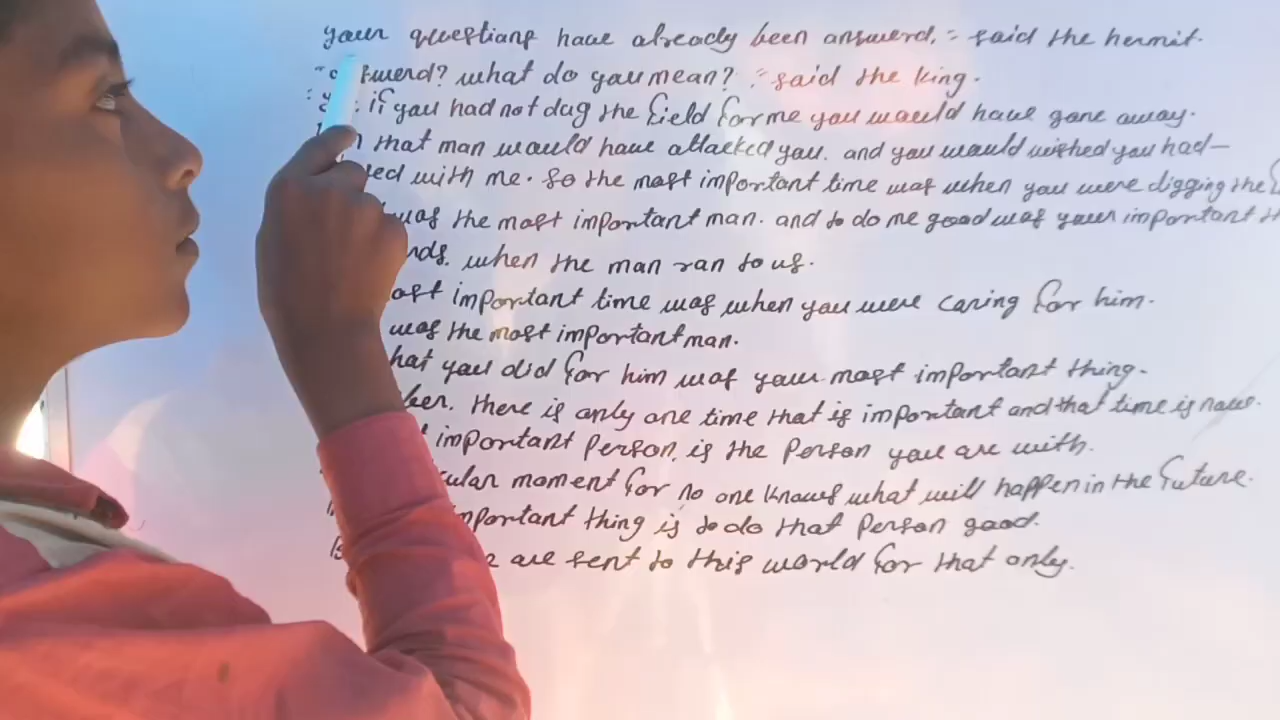 your questions have already been answerd, " said the hermit.
what do you mean? " said the king.
if you had not dug the field for me you would have gone away.
that man would have attacked you. and you would wished you had—
with me. so the most important time was when you were digging the
was the most important man. and to do me good was your important
when the man ran to us.
important time was when you were caring for him.
was the most important man.
you did for him was your most important thing.
there is only one time that is important and that time is now.
important person. is the person you are with.
moment for no one knows what will happen in the future.
thing is to do that person good.
are sent to this world for that only.